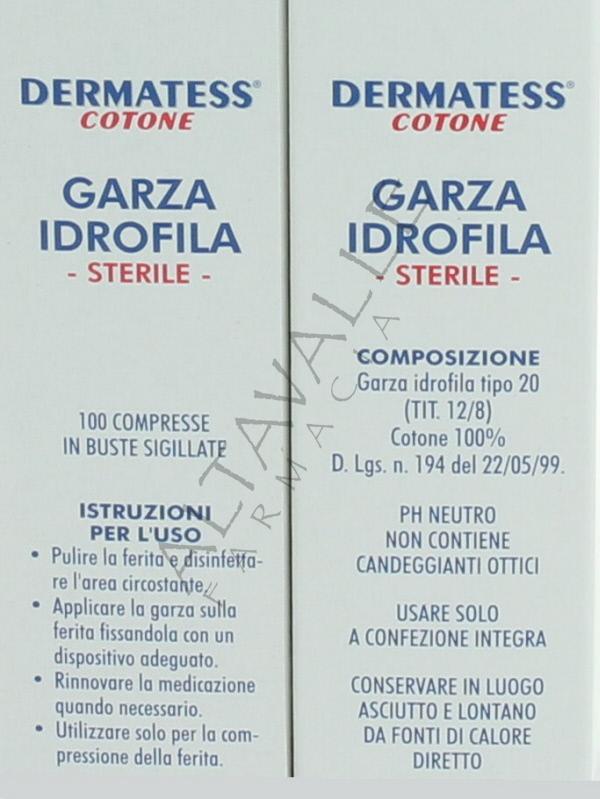 DERMATESS®
COTONE
GARZA
IDROFILA
- STERILE -
100 COMPRESSE
IN BUSTE SIGILLATE
ISTRUZIONI
PER L'USO
• Pulire la ferita e disinfetta-
re l'area circostante.
• Applicare la garza sulla
ferita fissandola con un
dispositivo adeguato.
• Rinnovare la medicazione
quando necessario.
• Utilizzare solo per la com-
pressione della ferita.
DERMATESS®
COTONE
GARZA
IDROFILA
- STERILE -
COMPOSIZIONE
Garza idrofila tipo 20
(TIT. 12/8)
Cotone 100%
D. Lgs. n. 194 del 22/05/99.
PH NEUTRO
NON CONTIENE
CANDEGGIANTI OTTICI
USARE SOLO
A CONFEZIONE INTEGRA
CONSERVARE IN LUOGO
ASCIUTTO E LONTANO
DA FONTI DI CALORE
DIRETTO
ALTAVALLE
FARMACIA